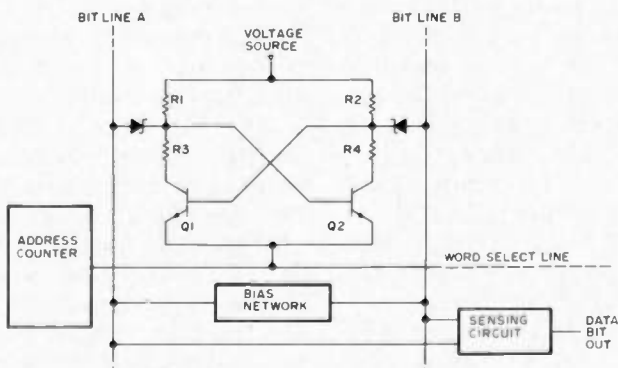 BIT LINE A
BIT LINE B
VOLTAGE
SOURCE
R1
R2
R3
R4
Q1
Q2
ADDRESS
COUNTER
WORD SELECT LINE
BIAS
NETWORK
SENSING
CIRCUIT
DATA
BIT
OUT